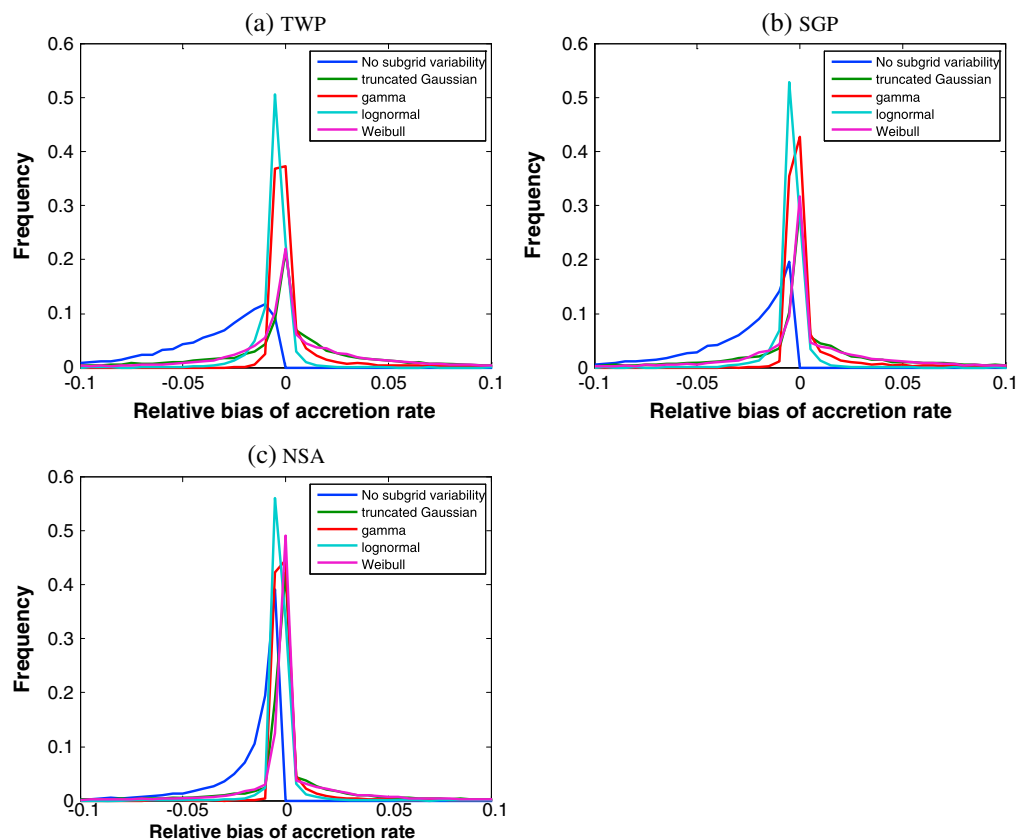 (a) TWP
0.6
0.5
0.4
0.3
0.2
0.1
0
-0.1
-0.05
0
0.05
0.1
Frequency
Relative bias of accretion rate
No subgrid variability
truncated Gaussian
gamma
lognormal
Weibull
(b) SGP
0.6
0.5
0.4
0.3
0.2
0.1
0
-0.1
-0.05
0
0.05
0.1
Frequency
Relative bias of accretion rate
No subgrid variability
truncated Gaussian
gamma
lognormal
Weibull
(c) NSA
0.6
0.5
0.4
0.3
0.2
0.1
0
-0.1
-0.05
0
0.05
0.1
Frequency
Relative bias of accretion rate
No subgrid variability
truncated Gaussian
gamma
lognormal
Weibull